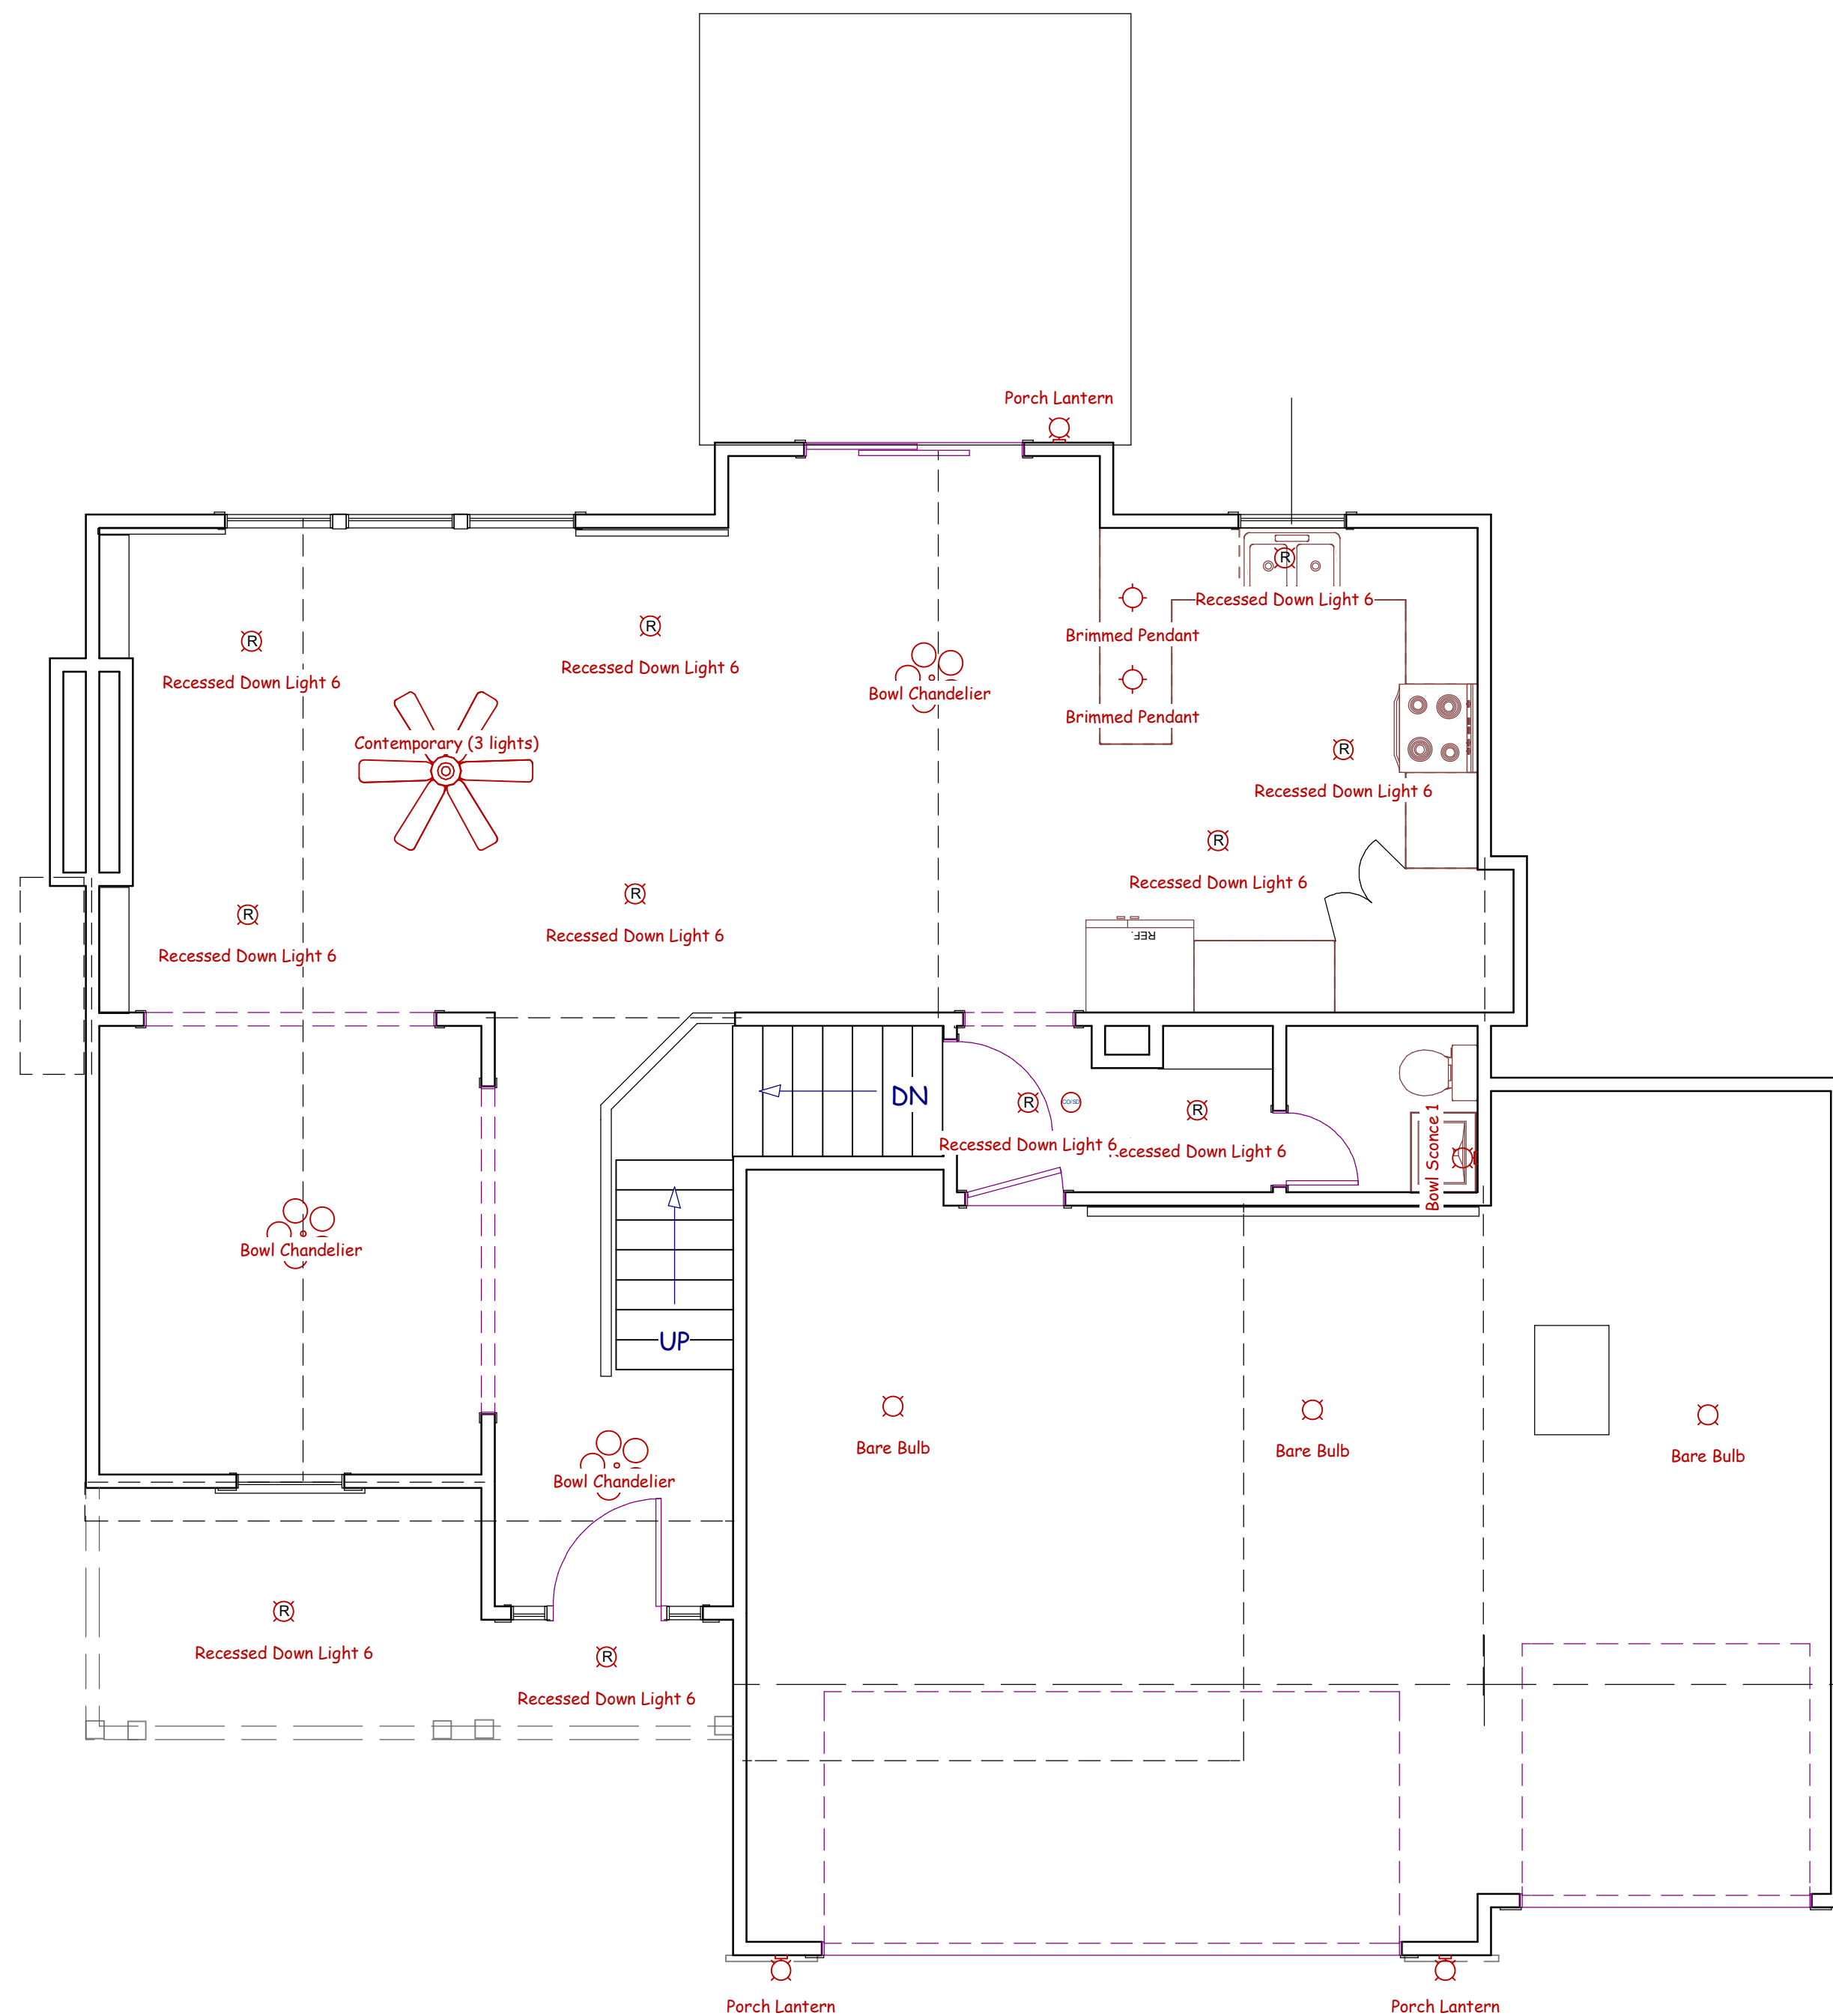 Porch Lantern
Recessed Down Light 6
Brimmed Pendant
Recessed Down Light 6
Recessed Down Light 6
Bowl Chandelier
Brimmed Pendant
Contemporary (3 lights)
Recessed Down Light 6
Recessed Down Light 6
REF.
Recessed Down Light 6
Recessed Down Light 6
DN
CO/SD
Recessed Down Light 6
ecessed Down Light 6
Bowl Sconce 1
Bowl Chandelier
UP
Bare Bulb
Bare Bulb
Bare Bulb
Bowl Chandelier
Recessed Down Light 6
Recessed Down Light 6
Porch Lantern
Porch Lantern
R
R
R
R
R
R
R
R
R
R
R